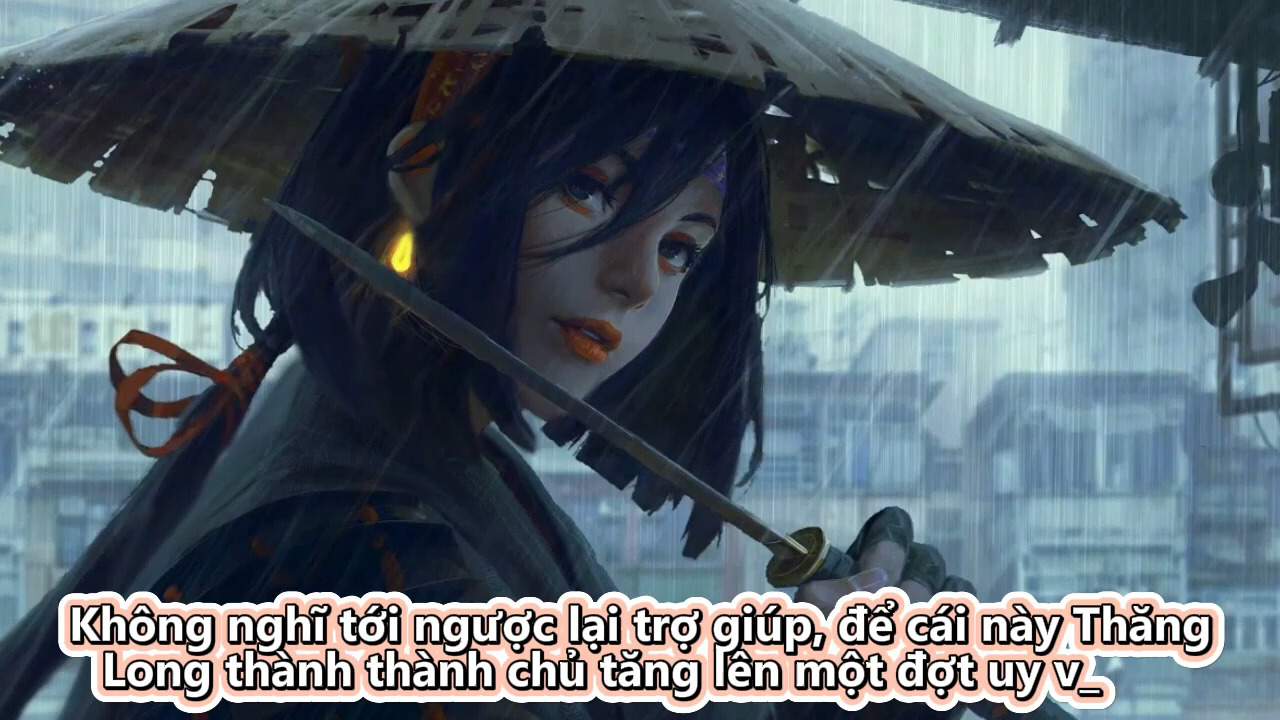 Không nghĩ tới ngược lại trợ giúp, để cái này Thăng
Long thành thành chủ tăng lên một đợt uy v_